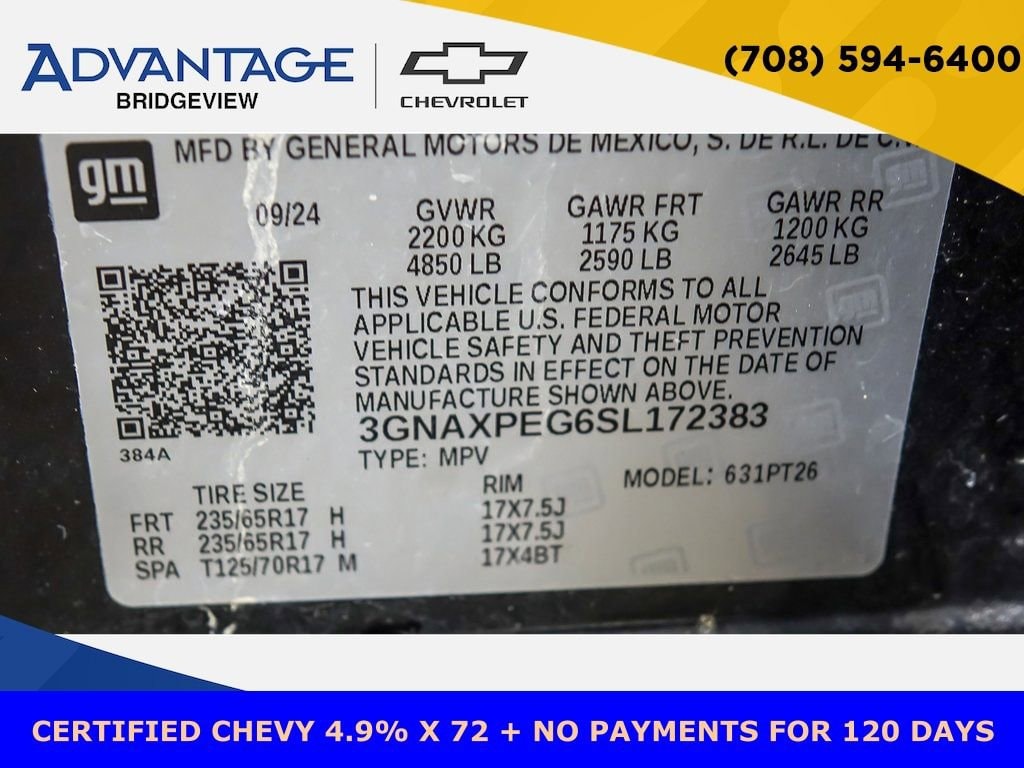 ADVANTAGE
BRIDGEVIEW
CHEVROLET
(708) 594-6400
gm
MFD BY GENERAL MOTORS DE MEXICO, S. DE R.L. DE
09/24
GVWR
2200 KG
4850 LB
GAWR FRT
1175 KG
2590 LB
GAWR RR
1200 KG
2645 LB
THIS VEHICLE CONFORMS TO ALL
APPLICABLE U.S. FEDERAL MOTOR
VEHICLE SAFETY AND THEFT PREVENTION
STANDARDS IN EFFECT ON THE DATE OF
MANUFACTURE SHOWN ABOVE.
3GNAXPEG6SL172383
384A
TYPE: MPV
MODEL: 631PT26
TIRE SIZE RIM
FRT 235/65R17 H 17X7.5J
RR 235/65R17 H 17X7.5J
SPA T125/70R17 M 17X4BT
CERTIFIED CHEVY 4.9% X 72 + NO PAYMENTS FOR 120 DAYS